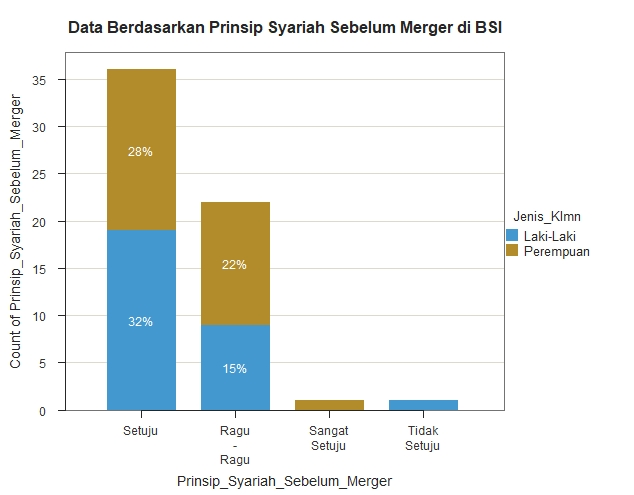 Data Berdasarkan Prinsip Syariah Sebelum Merger di BSI
Count of Prinsip_Syariah_Sebelum_Merger
35
30
25
20
15
10
5
0
28%
32%
22%
15%
Setuju
Ragu
-
Ragu
Sangat
Setuju
Tidak
Setuju
Prinsip_Syariah_Sebelum_Merger
Jenis_Klmn
Laki-Laki
Perempuan